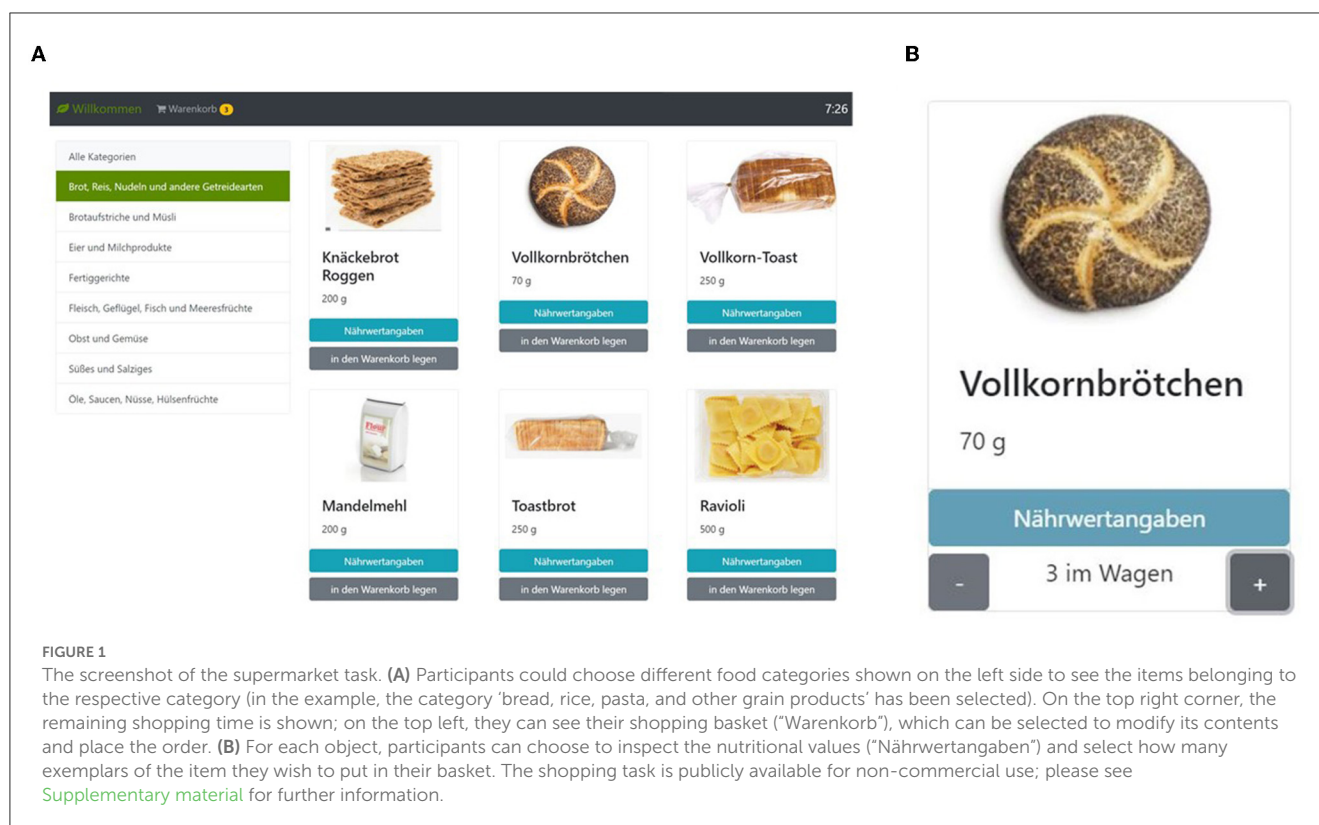 A
B
Willkommen Warenkorb 3 7:26
Alle Kategorien
Brot, Reis, Nudeln und andere Getreidearten
Brotaufstriche und Müsli
Eier und Milchprodukte
Fertiggerichte
Fleisch, Geflügel, Fisch und Meeresfrüchte
Obst und Gemüse
Süßes und Salziges
Öle, Saucen, Nüsse, Hülsenfrüchte
Knäckebrot
Roggen
200 g
Nährwertangaben
in den Warenkorb legen
Vollkornbrötchen
70 g
Nährwertangaben
in den Warenkorb legen
Vollkorn-Toast
250 g
Nährwertangaben
in den Warenkorb legen
Flour
Mandelmehl
200 g
Nährwertangaben
in den Warenkorb legen
Toastbrot
250 g
Nährwertangaben
in den Warenkorb legen
Ravioli
500 g
Nährwertangaben
in den Warenkorb legen
Vollkornbrötchen
70 g
Nährwertangaben
- 3 im Wagen +
FIGURE 1
The screenshot of the supermarket task. (A) Participants could choose different food categories shown on the left side to see the items belonging to
the respective category (in the example, the category ‘bread, rice, pasta, and other grain products’ has been selected). On the top right corner, the
remaining shopping time is shown; on the top left, they can see their shopping basket (“Warenkorb“), which can be selected to modify its contents
and place the order. (B) For each object, participants can choose to inspect the nutritional values (“Nährwertangaben”) and select how many
exemplars of the item they wish to put in their basket. The shopping task is publicly available for non-commercial use; please see
Supplementary material for further information.